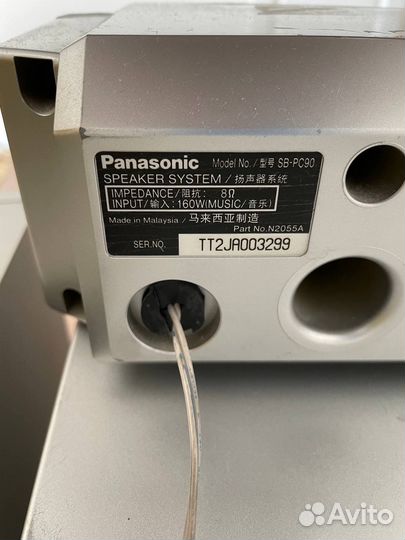 Panasonic Model No./型号 SB-PC90
SPEAKER SYSTEM/扬声器系统
IMPEDANCE/阻抗: 8Ω
INPUT/输入:160W(MUSIC/音乐)
Made in Malaysia/马来西亚制造
Part No.N2055A
SER.NO. TT2JA003299
Avito